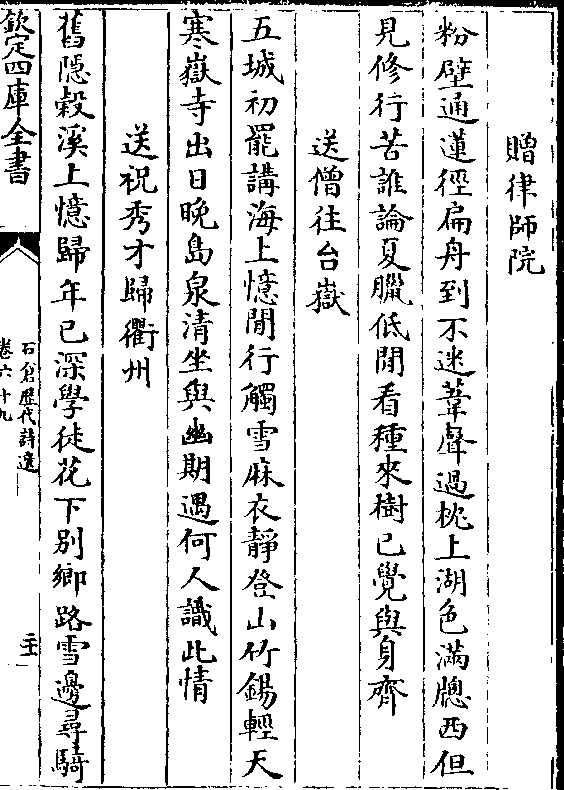 贈律師院
粉壁通蓮徑扁舟到不迷葦聲過枕上湖色滿牕西但
見修行苦誰論夏臘低閒看種來樹已覺與身齊
送僧往台嶽
五城初罷講海上憶閒行觸雪麻衣靜登山竹錫輕天
寒嶽寺出日晚島泉清坐與幽期遇何人識此情
送祝秀才歸衢州
舊隱穀溪上憶歸年已深學徒花下別鄉路雪邊尋騎
欽定四庫全書
石倉歷代詩選
卷六十九
二十